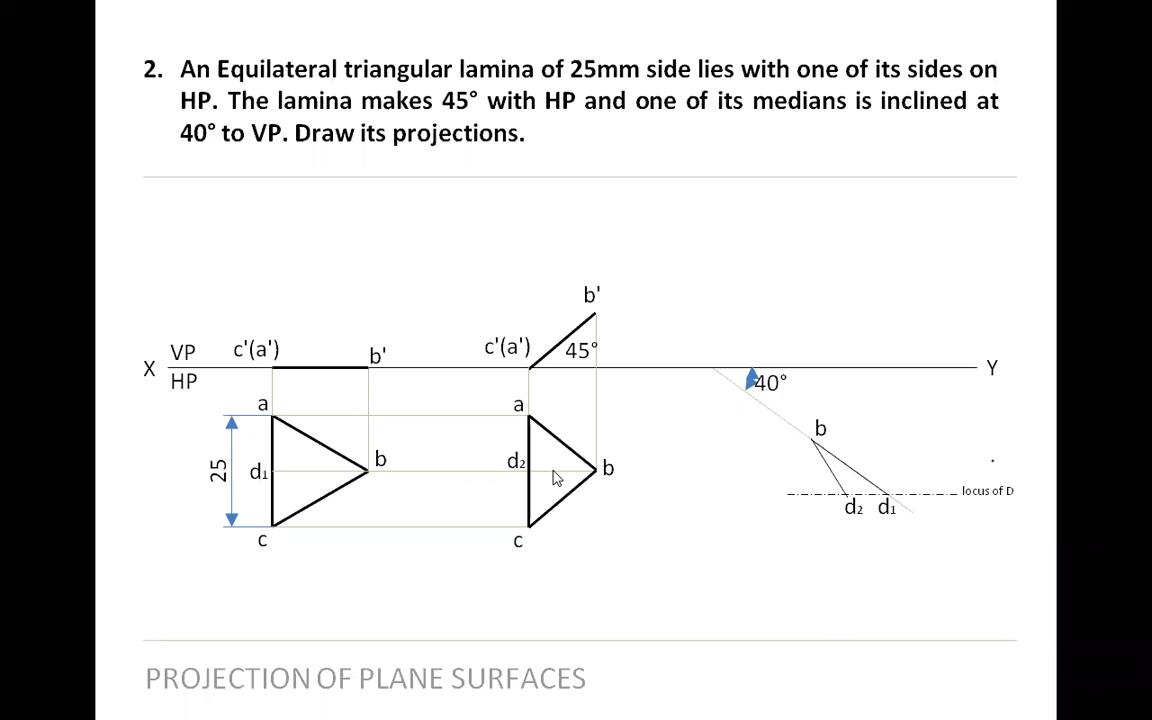 2. An Equilateral triangular lamina of 25mm side lies with one of its sides on
HP. The lamina makes 45° with HP and one of its medians is inclined at
40° to VP. Draw its projections.
b'
X VP c'(a') b' c'(a') 45° Y
HP 40°
a a
b
25 d₁ b d₂ b
locus of D
d₂ d₁
c c
PROJECTION OF PLANE SURFACES